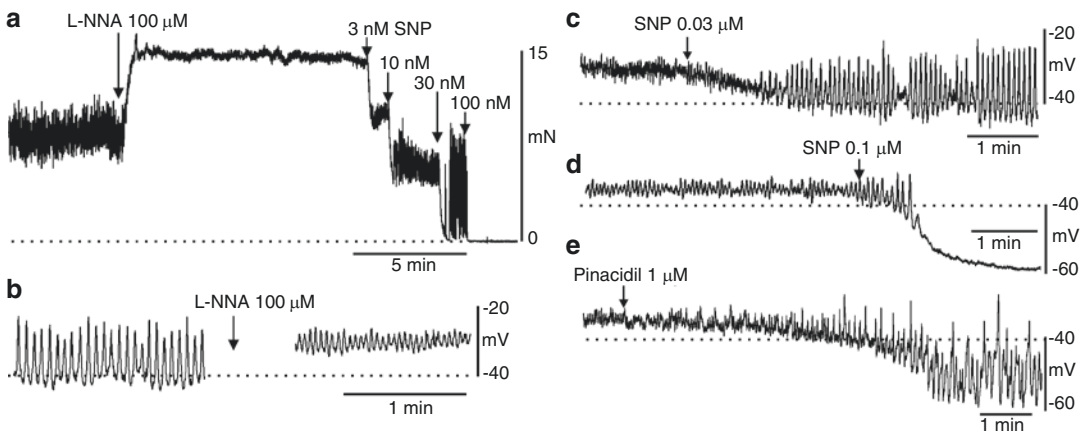 a
L-NNA 100 μM
3 nM SNP
10 nM
30 nM
100 nM
15
mN
0
5 min
b
L-NNA 100 μM
-20
mV
-40
1 min
c
SNP 0.03 μM
-20
mV
-40
1 min
d
SNP 0.1 μM
-40
mV
-60
1 min
e
Pinacidil 1 μM
-40
mV
-60
1 min